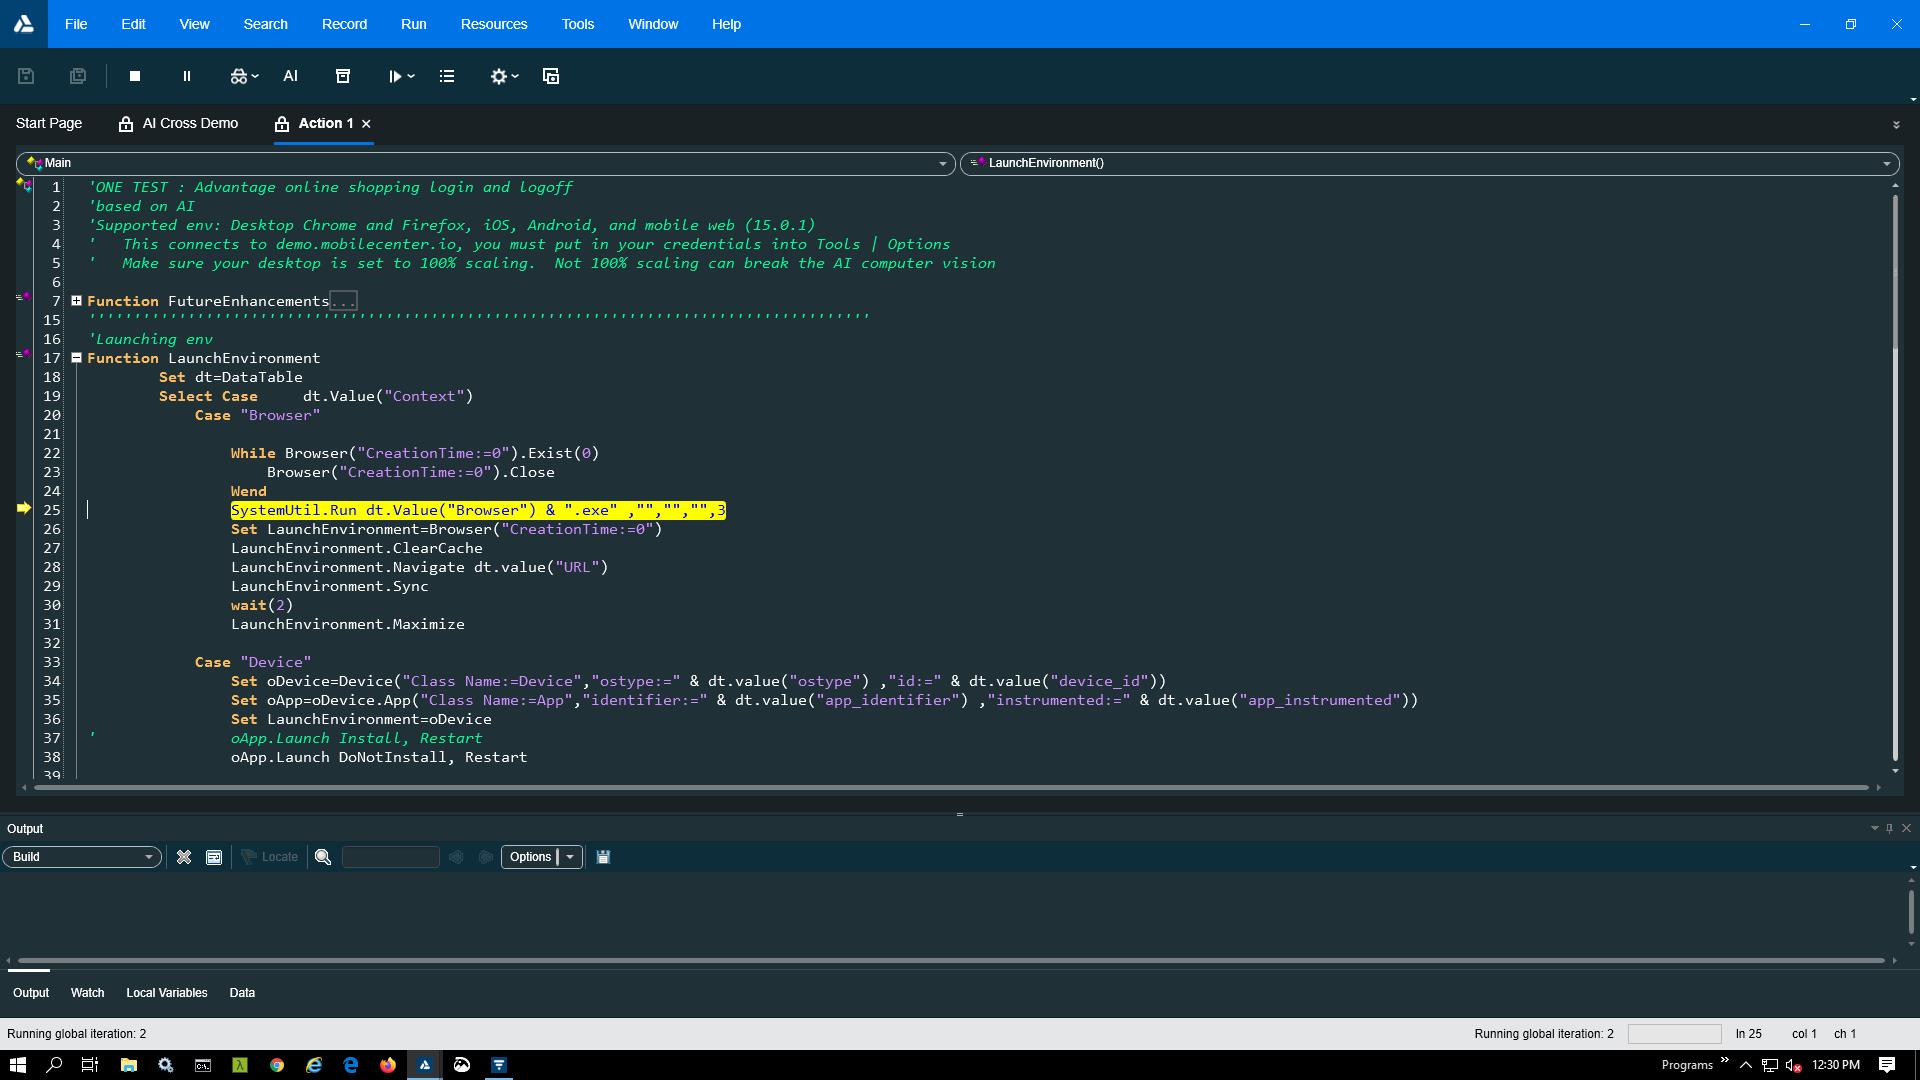 File Edit View Search Record Run Resources Tools Window Help
AI
Start Page AI Cross Demo Action 1
Main LaunchEnvironment()
1 'ONE TEST : Advantage online shopping login and logoff
2 'based on AI
3 'Supported env: Desktop Chrome and Firefox, iOS, Android, and mobile web (15.0.1)
4 '   This connects to demo.mobilecenter.io, you must put in your credentials into Tools | Options
5 '   Make sure your desktop is set to 100% scaling.  Not 100% scaling can break the AI computer vision
6
7 Function FutureEnhancements...
15 ''''''''''''''''''''''''''''''''''''''''''''''''''''''''''''''''''''''''''''''''''''''
16 'Launching env
17 Function LaunchEnvironment
18 Set dt=DataTable
19 Select Case     dt.Value("Context")
20 Case "Browser"
21
22 While Browser("CreationTime:=0").Exist(0)
23 Browser("CreationTime:=0").Close
24 Wend
25 SystemUtil.Run dt.Value("Browser") & ".exe" ,"","","",3
26 Set LaunchEnvironment=Browser("CreationTime:=0")
27 LaunchEnvironment.ClearCache
28 LaunchEnvironment.Navigate dt.value("URL")
29 LaunchEnvironment.Sync
30 wait(2)
31 LaunchEnvironment.Maximize
32
33 Case "Device"
34 Set oDevice=Device("Class Name:=Device","ostype:=" & dt.value("ostype") ,"id:=" & dt.value("device_id"))
35 Set oApp=oDevice.App("Class Name:=App","identifier:=" & dt.value("app_identifier") ,"instrumented:=" & dt.value("app_instrumented"))
36 Set LaunchEnvironment=oDevice
37 '               oApp.Launch Install, Restart
38 oApp.Launch DoNotInstall, Restart
39
Output
Build Locate Options
Output Watch Local Variables Data
Running global iteration: 2 Running global iteration: 2 ln 25 col 1 ch 1
Programs 12:30 PM